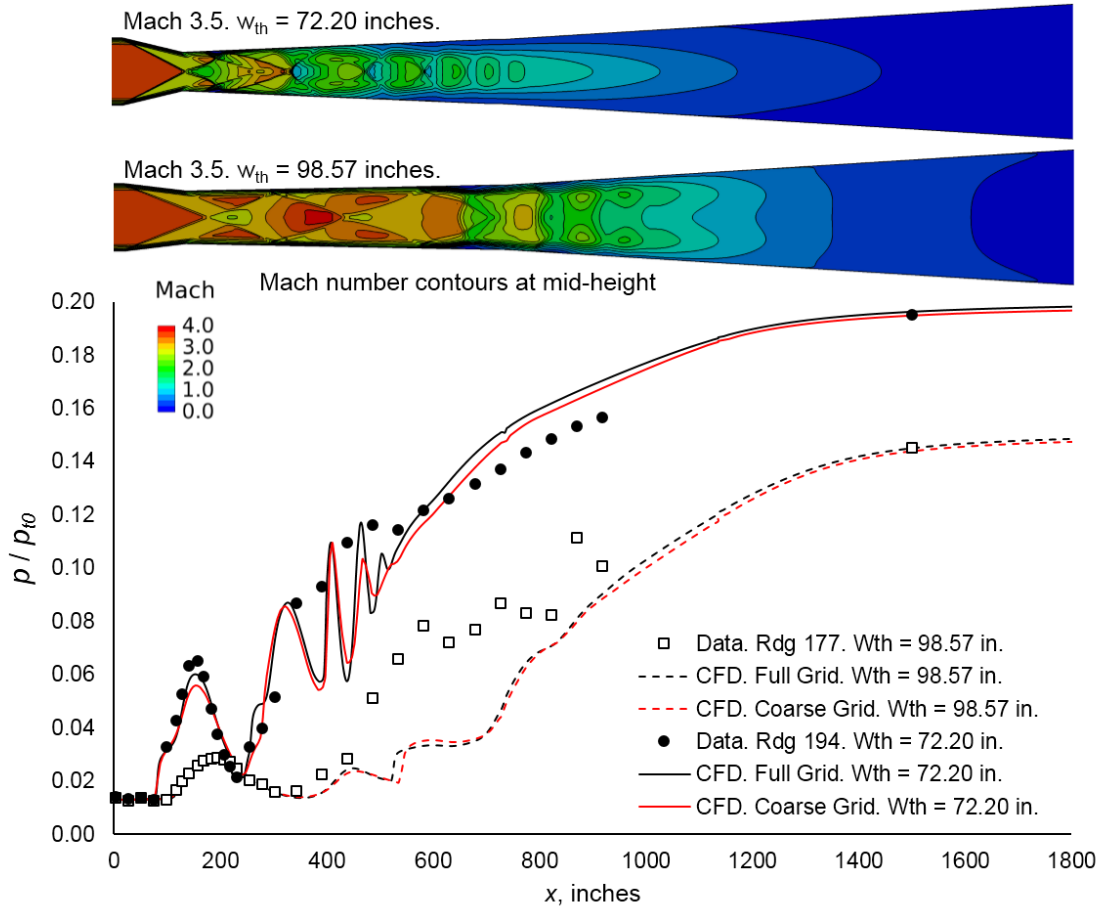 Mach 3.5. wth = 72.20 inches.
Mach 3.5. wth = 98.57 inches.
Mach number contours at mid-height
Mach
4.0
3.0
2.0
1.0
0.0
0.20
0.18
0.16
0.14
0.12
0.10
0.08
0.06
0.04
0.02
0.00
p / pt0
Data. Rdg 177. Wth = 98.57 in.
CFD. Full Grid. Wth = 98.57 in.
CFD. Coarse Grid. Wth = 98.57 in.
Data. Rdg 194. Wth = 72.20 in.
CFD. Full Grid. Wth = 72.20 in.
CFD. Coarse Grid. Wth = 72.20 in.
0 200 400 600 800 1000 1200 1400 1600 1800
x, inches